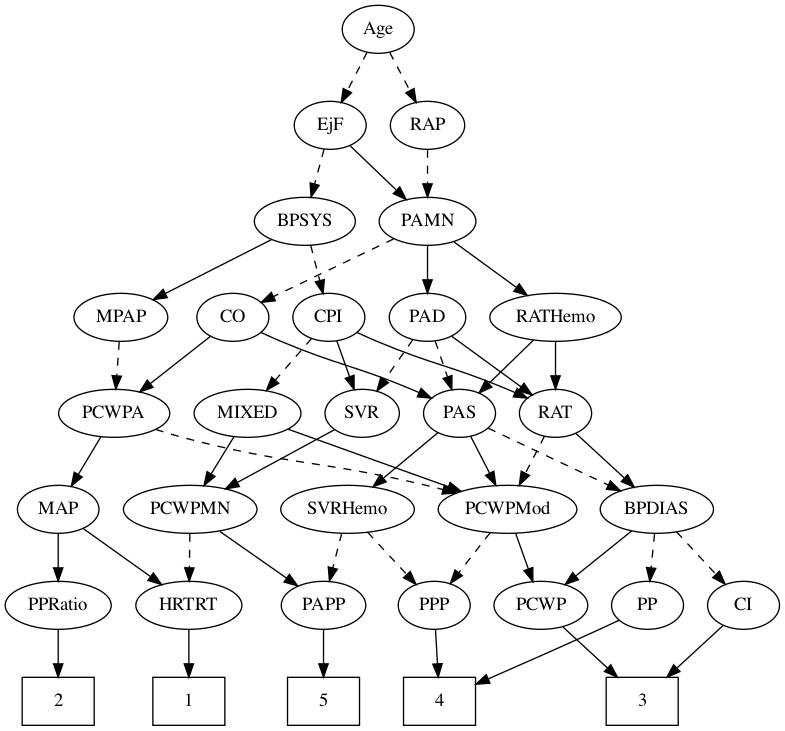 Age
EjF
RAP
BPSYS
PAMN
MPAP
CO
CPI
PAD
RATHemo
PCWPA
MIXED
SVR
PAS
RAT
MAP
PCWPMN
SVRHemo
PCWPMod
BPDIAS
PPRatio
HRTRT
PAPP
PPP
PCWP
PP
CI
2
1
5
4
3